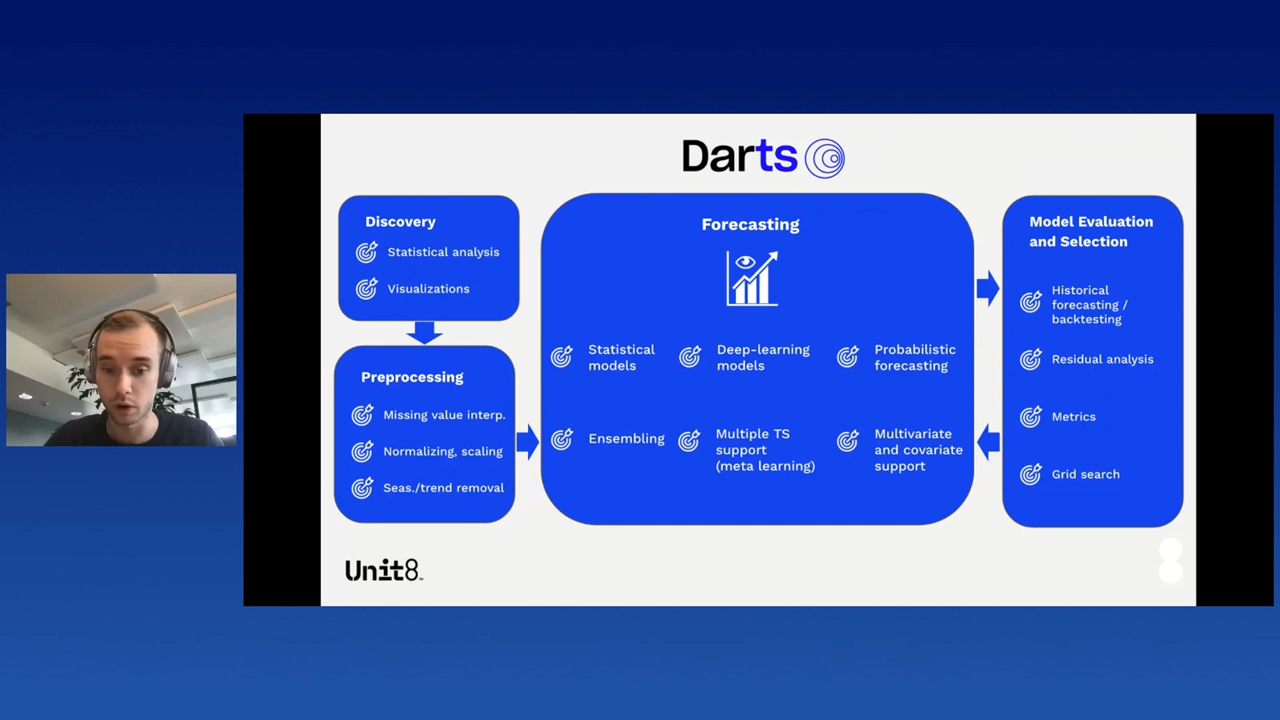 Darts
Discovery
Statistical analysis
Visualizations
Preprocessing
Missing value interp.
Normalizing, scaling
Seas./trend removal
Forecasting
Statistical
models
Deep-learning
models
Probabilistic
forecasting
Ensembling
Multiple TS
support
(meta learning)
Multivariate
and covariate
support
Model Evaluation
and Selection
Historical
forecasting /
backtesting
Residual analysis
Metrics
Grid search
Unit8™